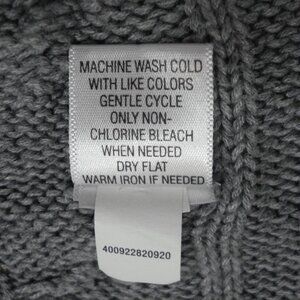 MACHINE WASH COLD
WITH LIKE COLORS
GENTLE CYCLE
ONLY NON-
CHLORINE BLEACH
WHEN NEEDED
DRY FLAT
WARM IRON IF NEEDED
400922820920